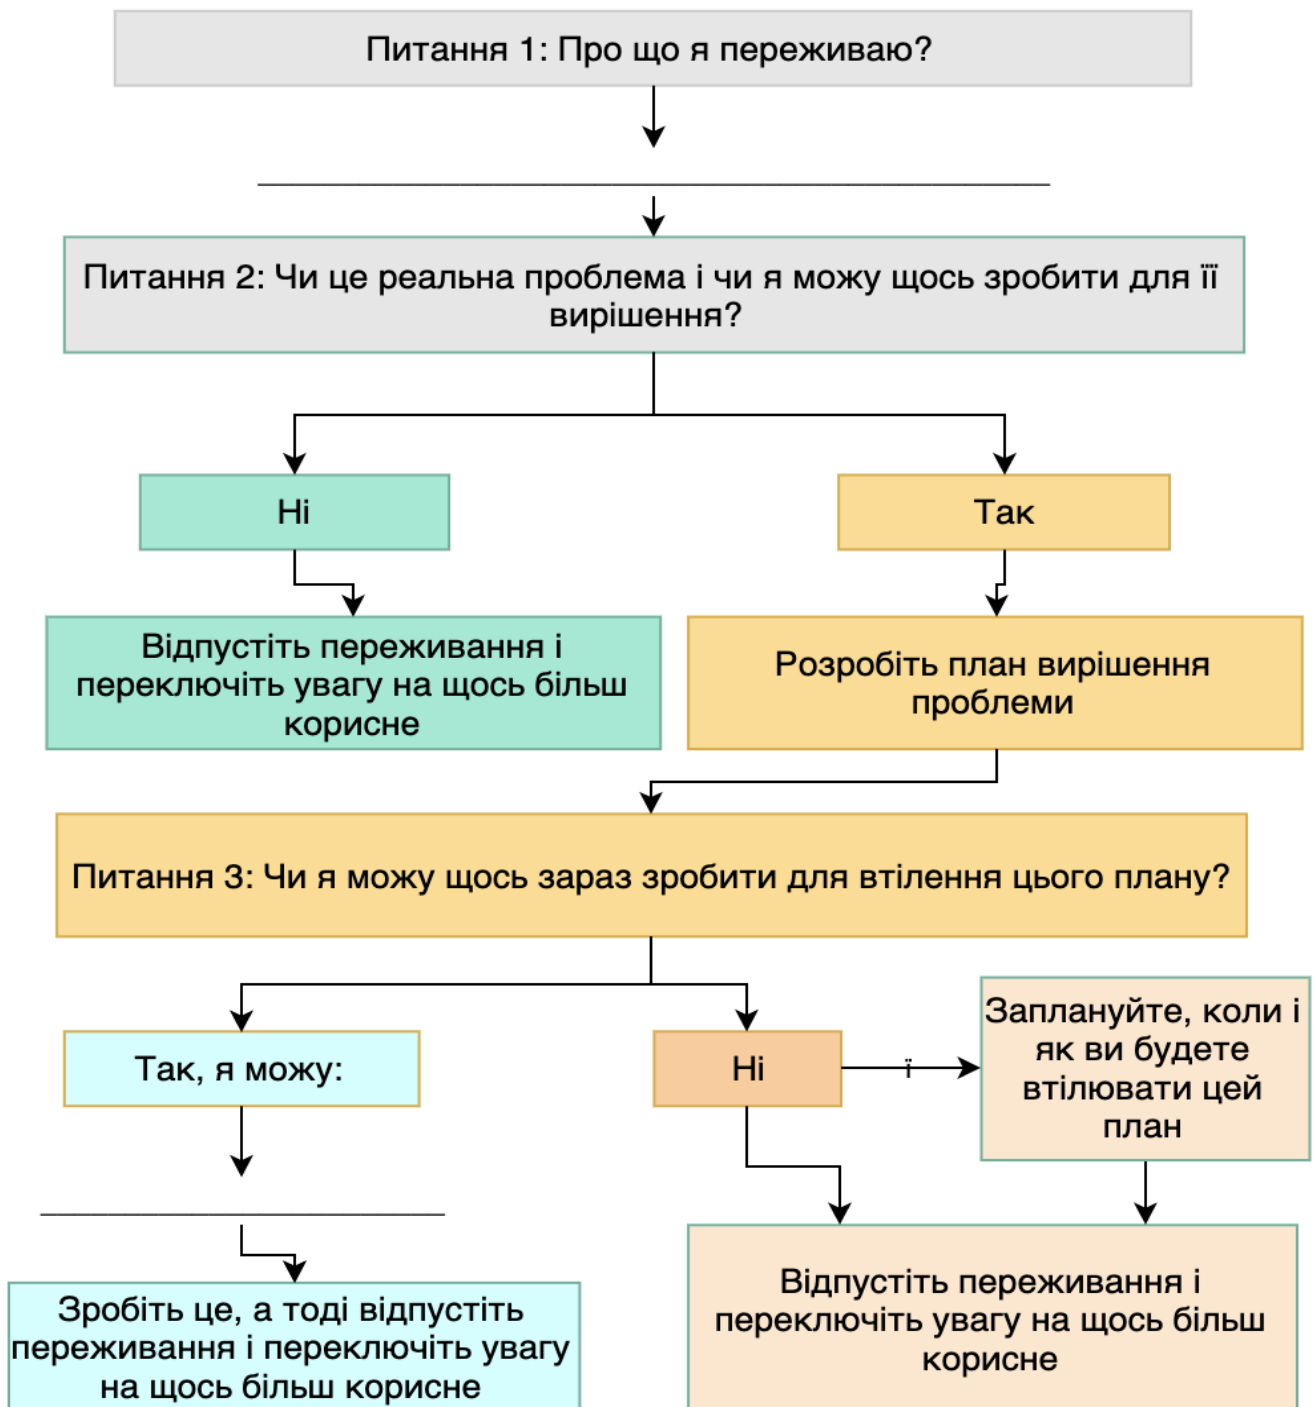 Питання 1: Про що я переживаю?
Питання 2: Чи це реальна проблема і чи я можу щось зробити для її
вирішення?
Ні
Так
Відпустіть переживання і
переключіть увагу на щось більш
корисне
Розробіть план вирішення
проблеми
Питання 3: Чи я можу щось зараз зробити для втілення цього плану?
Так, я можу:
Ні
ї
Заплануйте, коли і
як ви будете
втілювати цей
план
Зробіть це, а тоді відпустіть
переживання і переключіть увагу
на щось більш корисне
Відпустіть переживання і
переключіть увагу на щось більш
корисне